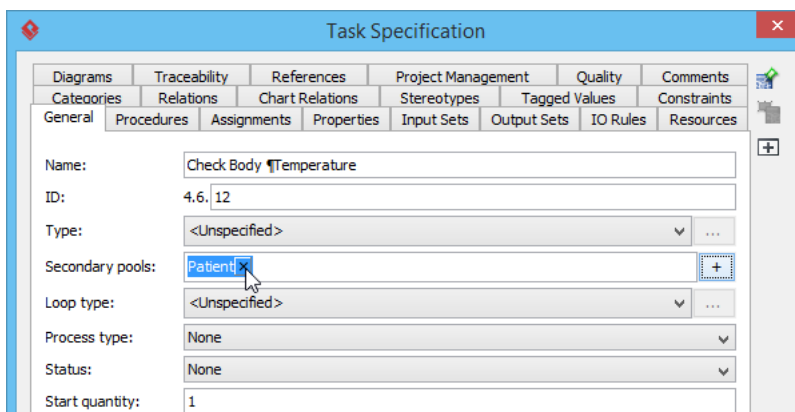 Task Specification
Diagrams Traceability References Project Management Quality Comments
Categories Relations Chart Relations Stereotypes Tagged Values Constraints
General Procedures Assignments Properties Input Sets Output Sets IO Rules Resources
Name: Check Body ¶Temperature
ID: 4.6. 12
Type: <Unspecified> ...
Secondary pools: Patient × +
Loop type: <Unspecified> ...
Process type: None
Status: None
Start quantity: 1